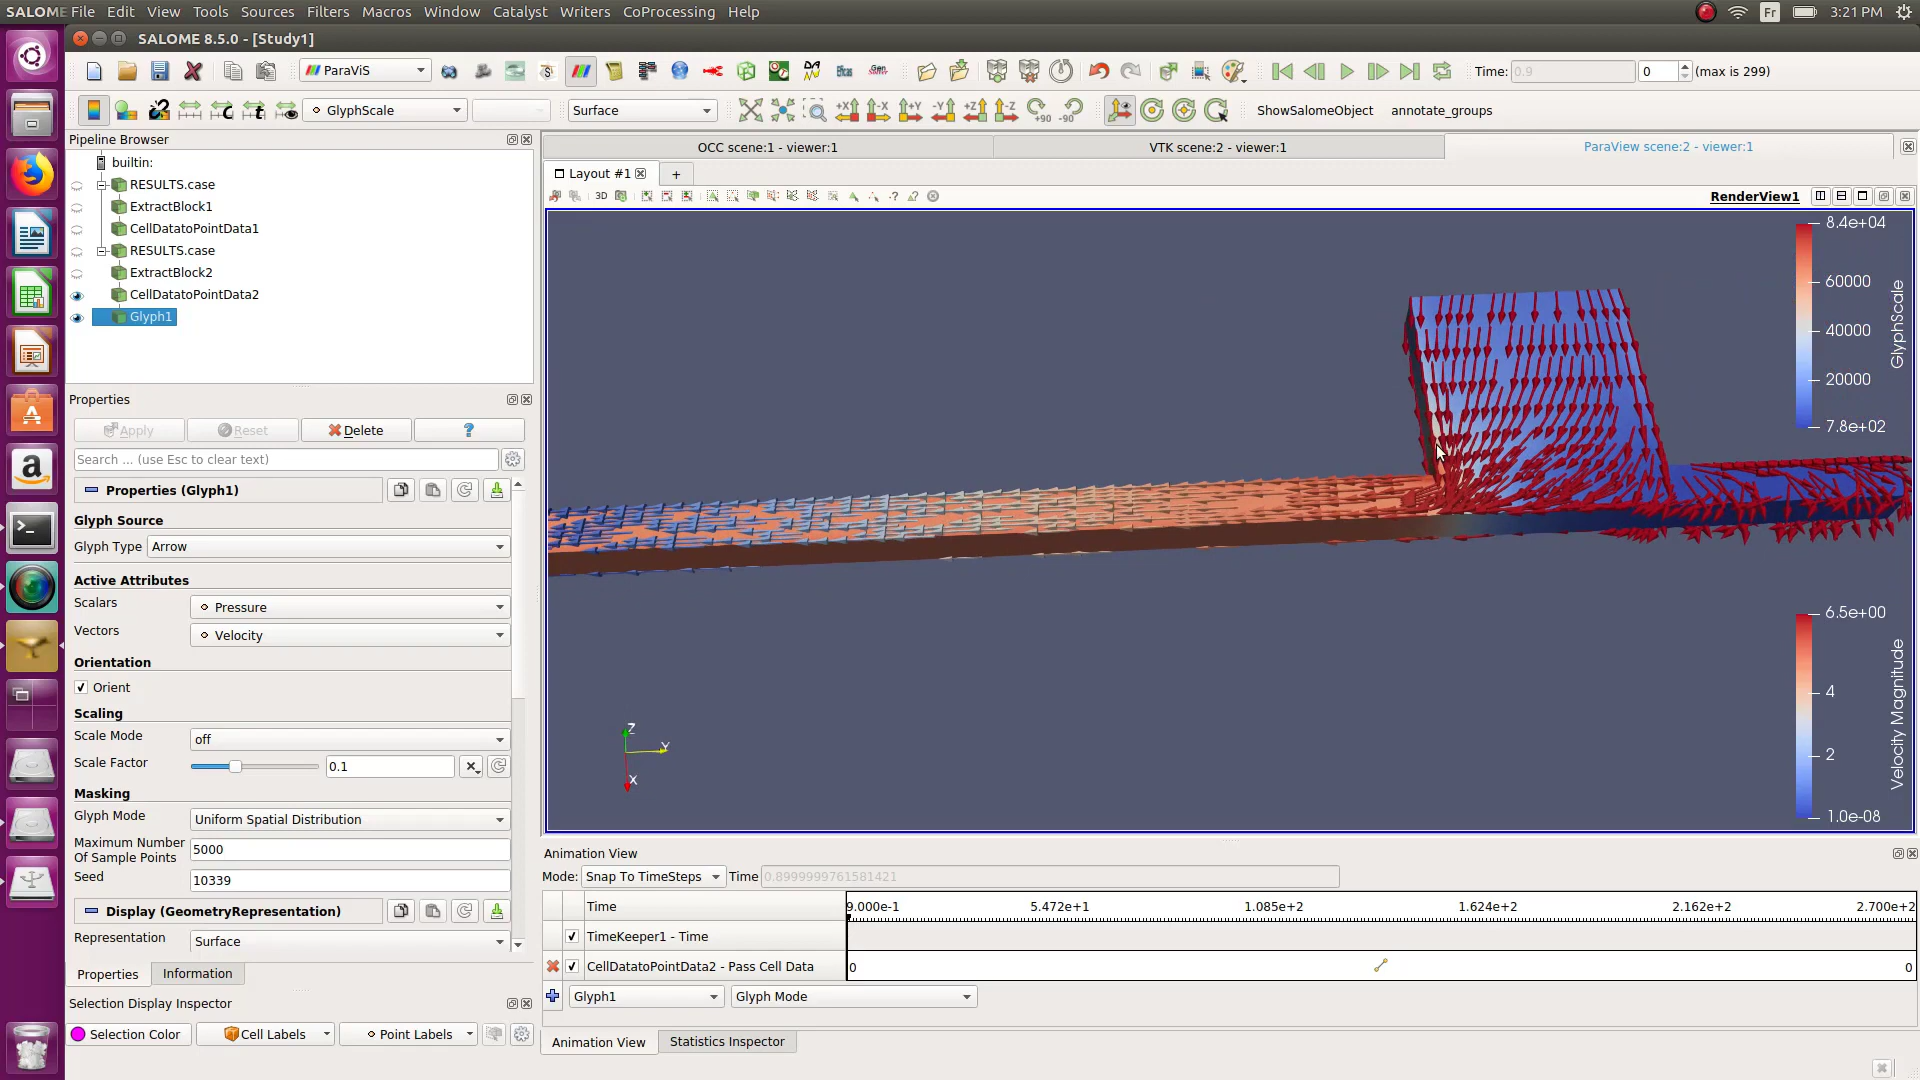 SALOME File Edit View Tools Sources Filters Macros Window Catalyst Writers CoProcessing Help Fr 3:21 PM
SALOME 8.5.0 - [Study1]
ParaViS Time: 0.9 0 (max is 299)
GlyphScale Surface +X -X +Y -Y +Z -Z +90 -90 ShowSalomeObject annotate_groups
Pipeline Browser
builtin:
RESULTS.case
ExtractBlock1
CellDatatoPointData1
RESULTS.case
ExtractBlock2
CellDatatoPointData2
Glyph1
Properties
Apply Reset Delete ?
Search ... (use Esc to clear text)
Properties (Glyph1)
Glyph Source
Glyph Type Arrow
Active Attributes
Scalars Pressure
Vectors Velocity
Orientation
Orient
Scaling
Scale Mode off
Scale Factor 0.1
Masking
Glyph Mode Uniform Spatial Distribution
Maximum Number
Of Sample Points 5000
Seed 10339
Display (GeometryRepresentation)
Representation Surface
Properties Information
Selection Display Inspector
Selection Color Cell Labels Point Labels
OCC scene:1 - viewer:1 VTK scene:2 - viewer:1 ParaView scene:2 - viewer:1
Layout #1 +
3D RenderView1
8.4e+04
60000
40000
20000
7.8e+02
GlyphScale
6.5e+00
4
2
1.0e-08
Velocity Magnitude
Z
Y
X
Animation View
Mode: Snap To TimeSteps Time 0.8999999761581421
Time 9.000e-1 5.472e+1 1.085e+2 1.624e+2 2.162e+2 2.700e+2
TimeKeeper1 - Time
CellDatatoPointData2 - Pass Cell Data 0 0
Glyph1 Glyph Mode
Animation View Statistics Inspector